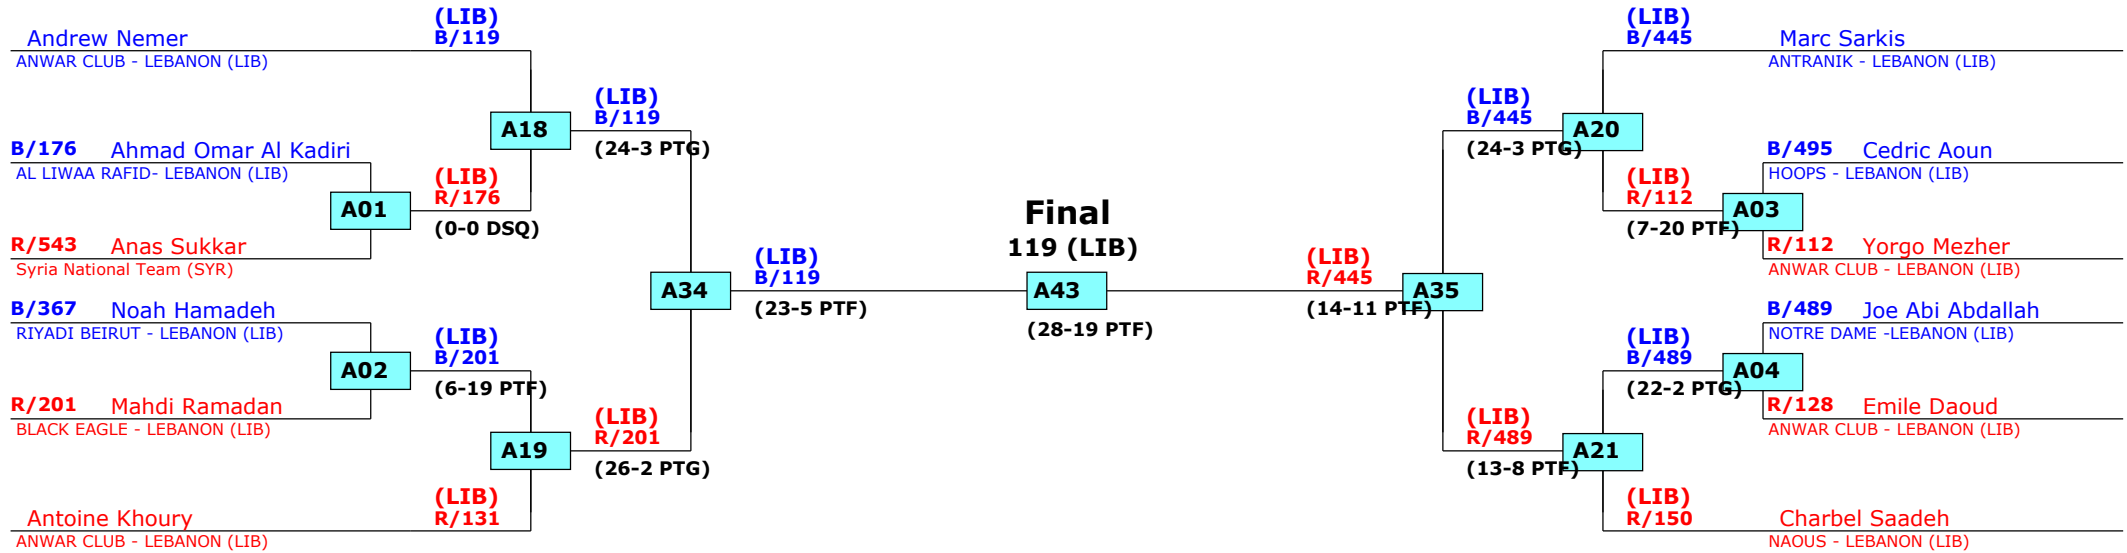 (LIB)
Andrew Nemer
B/119
ANWAR CLUB - LEBANON (LIB)
(LIB)
B/119
A18
(24-3 PTG)
B/176 Ahmad Omar Al Kadiri
AL LIWAA RAFID- LEBANON (LIB)
(LIB)
R/176
A01
(0-0 DSQ)
R/543 Anas Sukkar
Syria National Team (SYR)
(LIB)
B/119
A34
(23-5 PTF)
B/367 Noah Hamadeh
RIYADI BEIRUT - LEBANON (LIB)
(LIB)
B/201
A02
(6-19 PTF)
R/201 Mahdi Ramadan
BLACK EAGLE - LEBANON (LIB)
(LIB)
R/201
A19
(26-2 PTG)
(LIB)
R/131
Antoine Khoury
ANWAR CLUB - LEBANON (LIB)
Final
119 (LIB)
A43
(28-19 PTF)
(LIB)
B/445
Marc Sarkis
ANTRANIK - LEBANON (LIB)
(LIB)
B/445
A20
(24-3 PTG)
B/495 Cedric Aoun
HOOPS - LEBANON (LIB)
(LIB)
R/112
A03
(7-20 PTF)
R/112 Yorgo Mezher
ANWAR CLUB - LEBANON (LIB)
(LIB)
R/445
A35
(14-11 PTF)
B/489 Joe Abi Abdallah
NOTRE DAME -LEBANON (LIB)
(LIB)
B/489
A04
(22-2 PTG)
R/128 Emile Daoud
ANWAR CLUB - LEBANON (LIB)
(LIB)
R/489
A21
(13-8 PTF)
(LIB)
R/150
Charbel Saadeh
NAOUS - LEBANON (LIB)